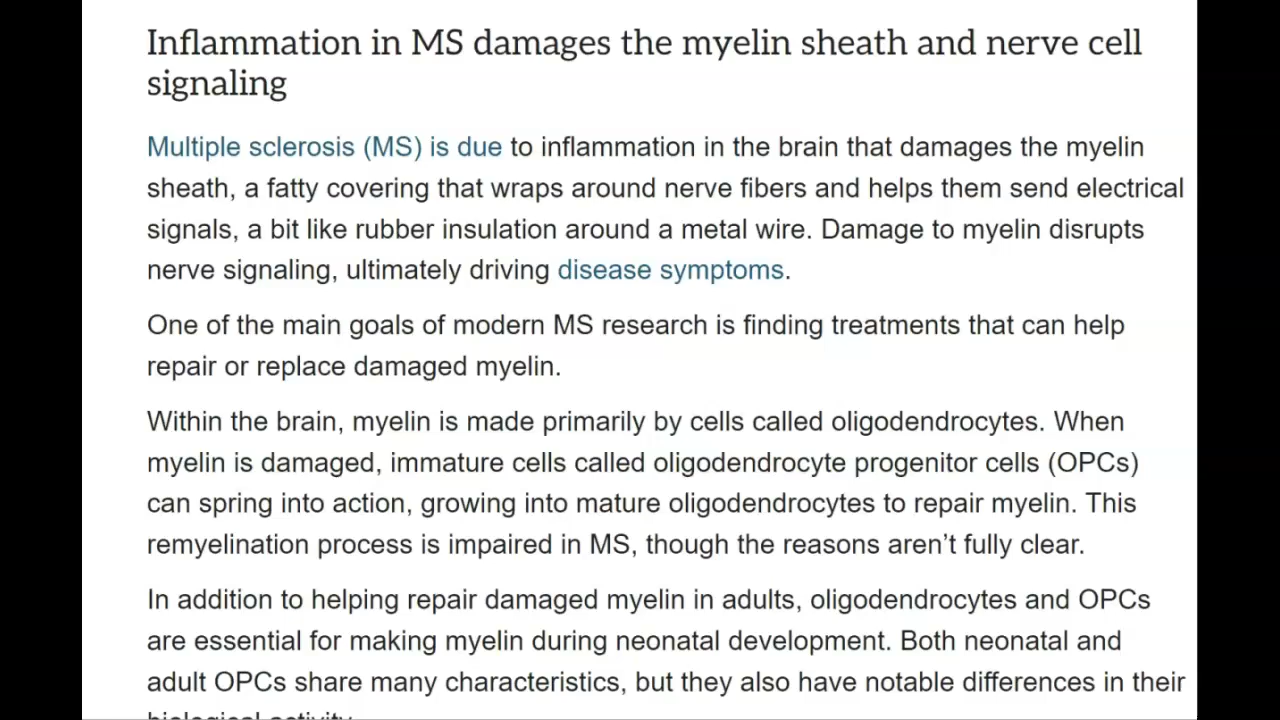 Inflammation in MS damages the myelin sheath and nerve cell
signaling
Multiple sclerosis (MS) is due to inflammation in the brain that damages the myelin
sheath, a fatty covering that wraps around nerve fibers and helps them send electrical
signals, a bit like rubber insulation around a metal wire. Damage to myelin disrupts
nerve signaling, ultimately driving disease symptoms.
One of the main goals of modern MS research is finding treatments that can help
repair or replace damaged myelin.
Within the brain, myelin is made primarily by cells called oligodendrocytes. When
myelin is damaged, immature cells called oligodendrocyte progenitor cells (OPCs)
can spring into action, growing into mature oligodendrocytes to repair myelin. This
remyelination process is impaired in MS, though the reasons aren’t fully clear.
In addition to helping repair damaged myelin in adults, oligodendrocytes and OPCs
are essential for making myelin during neonatal development. Both neonatal and
adult OPCs share many characteristics, but they also have notable differences in their
biological activity.